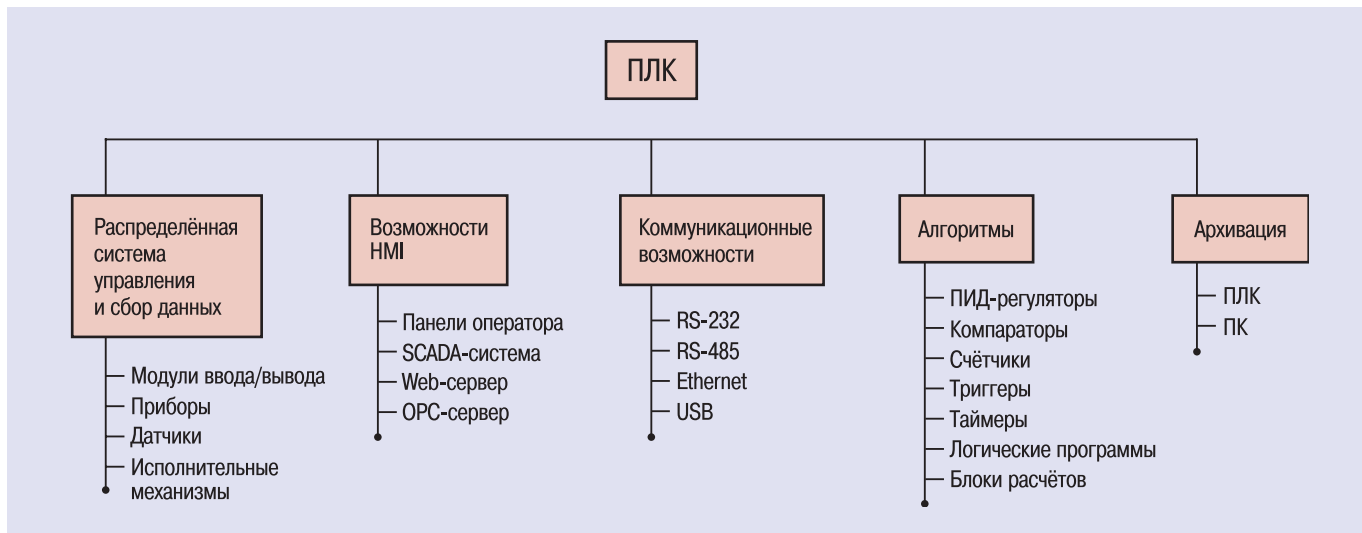 ПЛК
Распределённая
система
управления
и сбор данных
Модули ввода/вывода
Приборы
Датчики
Исполнительные
механизмы
Возможности
HMI
Панели оператора
SCADA-система
Web-сервер
OPC-сервер
Коммуникационные
возможности
RS-232
RS-485
Ethernet
USB
Алгоритмы
ПИД-регуляторы
Компараторы
Счётчики
Триггеры
Таймеры
Логические программы
Блоки расчётов
Архивация
ПЛК
ПК